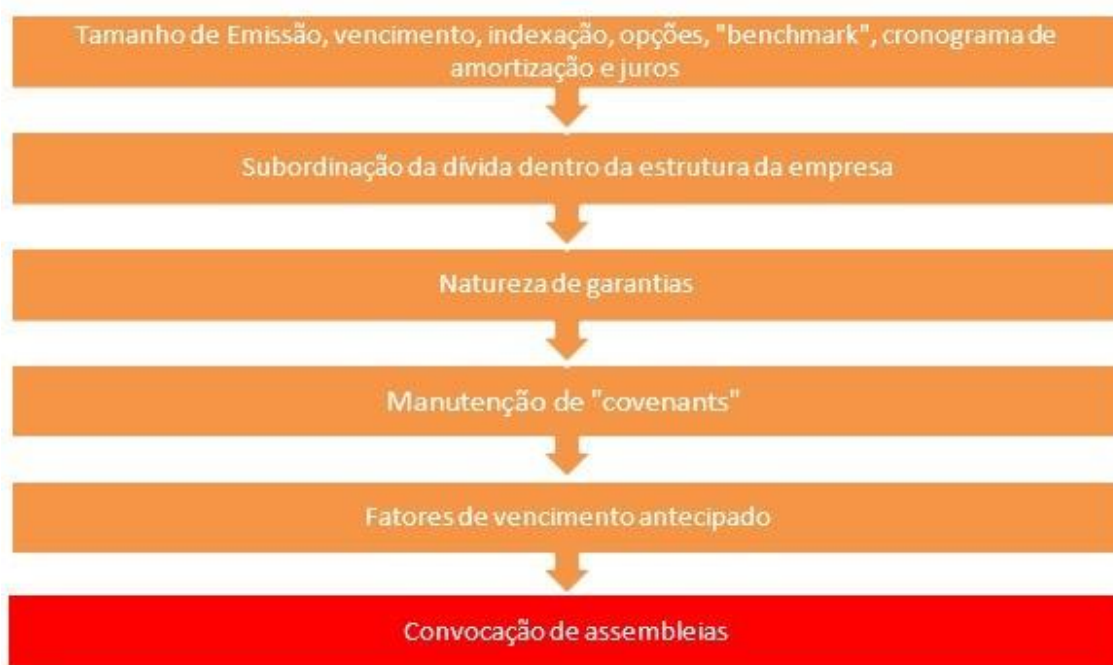 Tamanho de Emissão, vencimento, indexação, opções, "benchmark", cronograma de
amortização e juros
Subordinação da dívida dentro da estrutura da empresa
Natureza de garantias
Manutenção de "covenants"
Fatores de vencimento antecipado
Convocação de assembleias